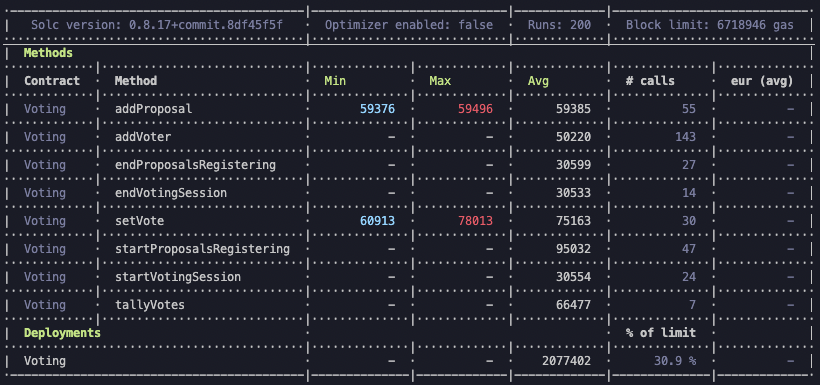 Solc version: 0.8.17+commit.8df45f5f Optimizer enabled: false Runs: 200 Block limit: 6718946 gas
Methods
Contract Method Min Max Avg # calls eur (avg)
Voting addProposal 59376 59496 59385 55 -
Voting addVoter - - 50220 143 -
Voting endProposalsRegistering - - 30599 27 -
Voting endVotingSession - - 30533 14 -
Voting setVote 60913 78013 75163 30 -
Voting startProposalsRegistering - - 95032 47 -
Voting startVotingSession - - 30554 24 -
Voting tallyVotes - - 66477 7 -
Deployments % of limit
Voting - - 2077402 30.9 % -